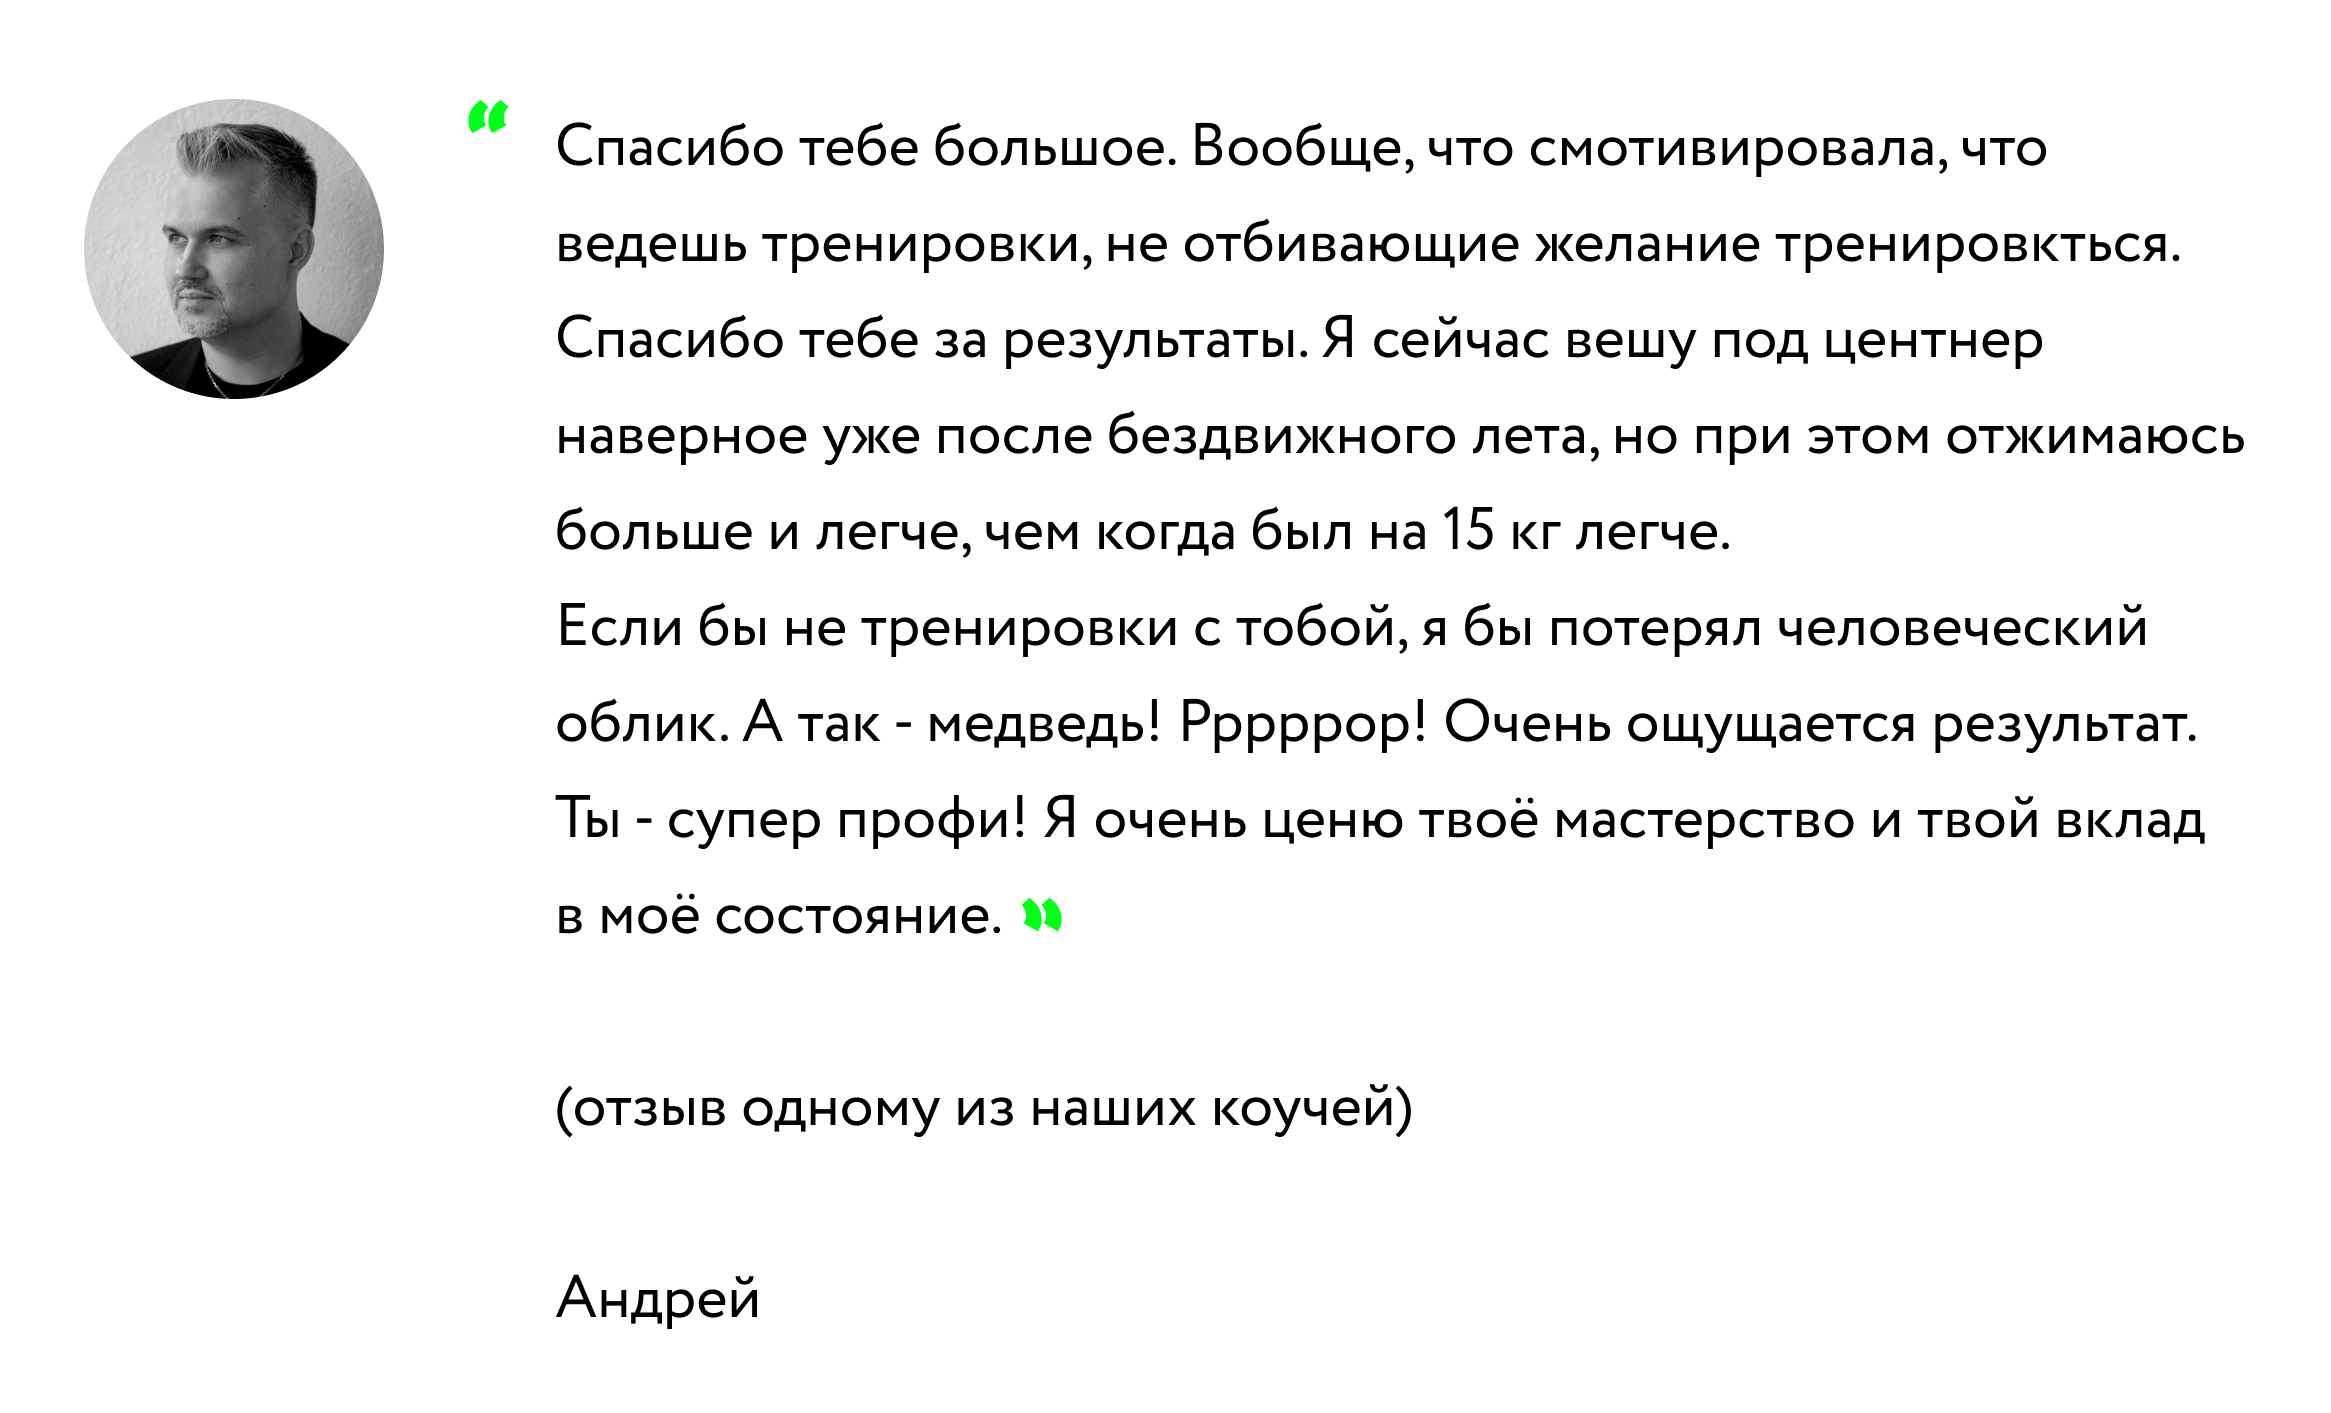 “ Спасибо тебе большое. Вообще, что смотивировала, что
ведешь тренировки, не отбивающие желание тренировкться.
Спасибо тебе за результаты. Я сейчас вешу под центнер
наверное уже после бездвижного лета, но при этом отжимаюсь
больше и легче, чем когда был на 15 кг легче.
Если бы не тренировки с тобой, я бы потерял человеческий
облик. А так - медведь! Рррррор! Очень ощущается результат.
Ты - супер профи! Я очень ценю твоё мастерство и твой вклад
в моё состояние. ”
(отзыв одному из наших коучей)
Андрей